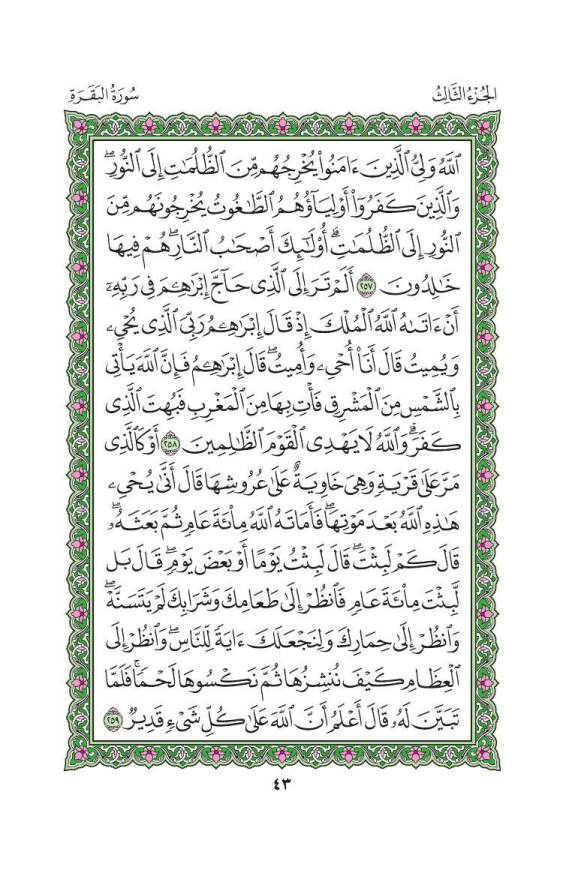 الجُزْءُ الثَّالِثُ
سُورَةُ البَقَرَةِ
ٱللَّهُ وَلِيُّ ٱلَّذِينَ ءَامَنُوا۟ يُخْرِجُهُم مِّنَ ٱلظُّلُمَٰتِ إِلَى ٱلنُّورِۖ
وَٱلَّذِينَ كَفَرُوٓا۟ أَوْلِيَآؤُهُمُ ٱلطَّٰغُوتُ يُخْرِجُونَهُم مِّنَ
ٱلنُّورِ إِلَى ٱلظُّلُمَٰتِۗ أُو۟لَٰٓئِكَ أَصْحَٰبُ ٱلنَّارِۖ هُمْ فِيهَا
خَٰلِدُونَ ٢٥٧ أَلَمْ تَرَ إِلَى ٱلَّذِى حَآجَّ إِبْرَٰهِۦمَ فِى رَبِّهِۦٓ
أَنْ ءَاتَىٰهُ ٱللَّهُ ٱلْمُلْكَ إِذْ قَالَ إِبْرَٰهِۦمُ رَبِّىَ ٱلَّذِى يُحْىِۦ
وَيُمِيتُ قَالَ أَنَا۠ أُحْىِۦ وَأُمِيتُۖ قَالَ إِبْرَٰهِۦمُ فَإِنَّ ٱللَّهَ يَأْتِى
بِٱلشَّمْسِ مِنَ ٱلْمَشْرِقِ فَأْتِ بِهَا مِنَ ٱلْمَغْرِبِ فَبُهِتَ ٱلَّذِى
كَفَرَۗ وَٱللَّهُ لَا يَهْدِى ٱلْقَوْمَ ٱلظَّٰلِمِينَ ٢٥٨ أَوْ كَٱلَّذِى
مَرَّ عَلَىٰ قَرْيَةٍ وَهِىَ خَاوِيَةٌ عَلَىٰ عُرُوشِهَا قَالَ أَنَّىٰ يُحْىِۦ
هَٰذِهِ ٱللَّهُ بَعْدَ مَوْتِهَاۖ فَأَمَاتَهُ ٱللَّهُ مِا۟ئَةَ عَامٍ ثُمَّ بَعَثَهُۥۖ
قَالَ كَمْ لَبِثْتَۖ قَالَ لَبِثْتُ يَوْمًا أَوْ بَعْضَ يَوْمٍۖ قَالَ بَل
لَّبِثْتَ مِا۟ئَةَ عَامٍ فَٱنظُرْ إِلَىٰ طَعَامِكَ وَشَرَابِكَ لَمْ يَتَسَنَّهْۖ
وَٱنظُرْ إِلَىٰ حِمَارِكَ وَلِنَجْعَلَكَ ءَايَةً لِّلنَّاسِۖ وَٱنظُرْ إِلَى
ٱلْعِظَامِ كَيْفَ نُنشِزُهَا ثُمَّ نَكْسُوهَا لَحْمًاۚ فَلَمَّا
تَبَيَّنَ لَهُۥ قَالَ أَعْلَمُ أَنَّ ٱللَّهَ عَلَىٰ كُلِّ شَىْءٍ قَدِيرٌ ٢٥٩
٤٣